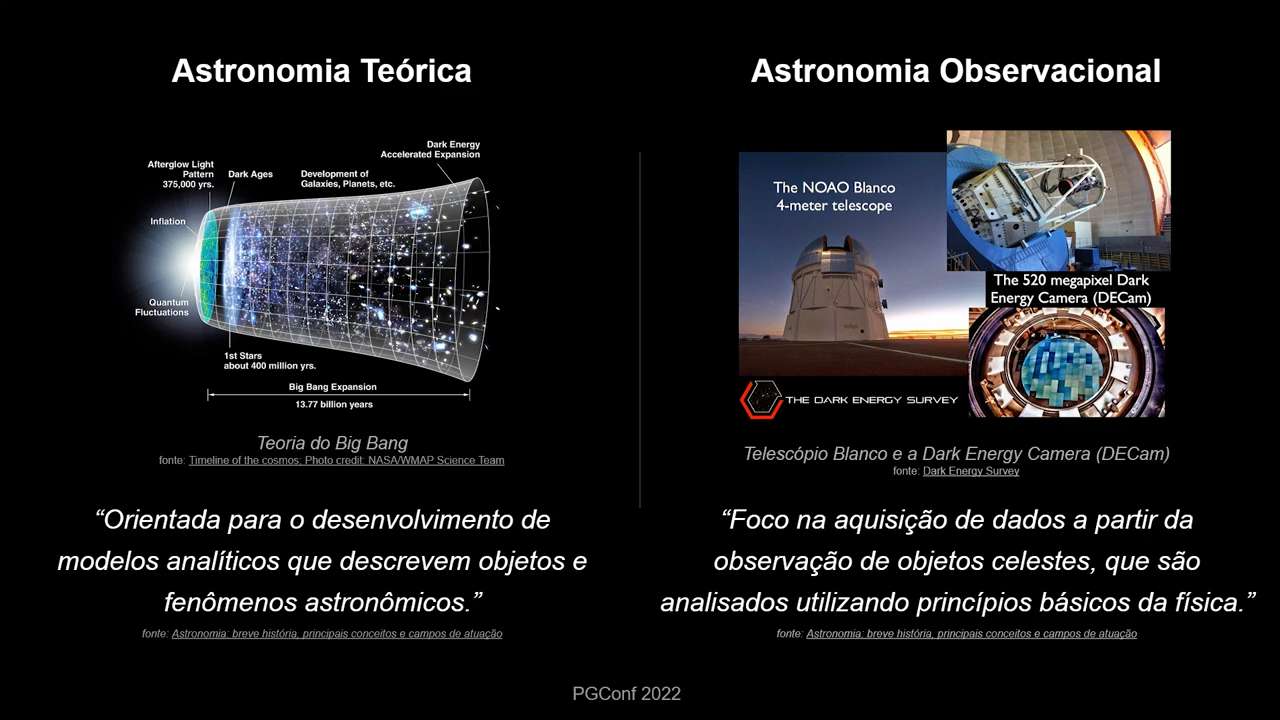 Astronomia Teórica
Dark Energy
Accelerated Expansion
Afterglow Light
Pattern
375,000 yrs.
Dark Ages
Development of
Galaxies, Planets, etc.
Inflation
Quantum
Fluctuations
1st Stars
about 400 million yrs.
Big Bang Expansion
13.77 billion years
Teoria do Big Bang
fonte: Timeline of the cosmos; Photo credit: NASA/WMAP Science Team
“Orientada para o desenvolvimento de
modelos analíticos que descrevem objetos e
fenômenos astronômicos.”
fonte: Astronomia: breve história, principais conceitos e campos de atuação
Astronomia Observacional
The NOAO Blanco
4-meter telescope
The 520 megapixel Dark
Energy Camera (DECam)
THE DARK ENERGY SURVEY
Telescópio Blanco e a Dark Energy Camera (DECam)
fonte: Dark Energy Survey
“Foco na aquisição de dados a partir da
observação de objetos celestes, que são
analisados utilizando princípios básicos da física.”
fonte: Astronomia: breve história, principais conceitos e campos de atuação
PGConf 2022